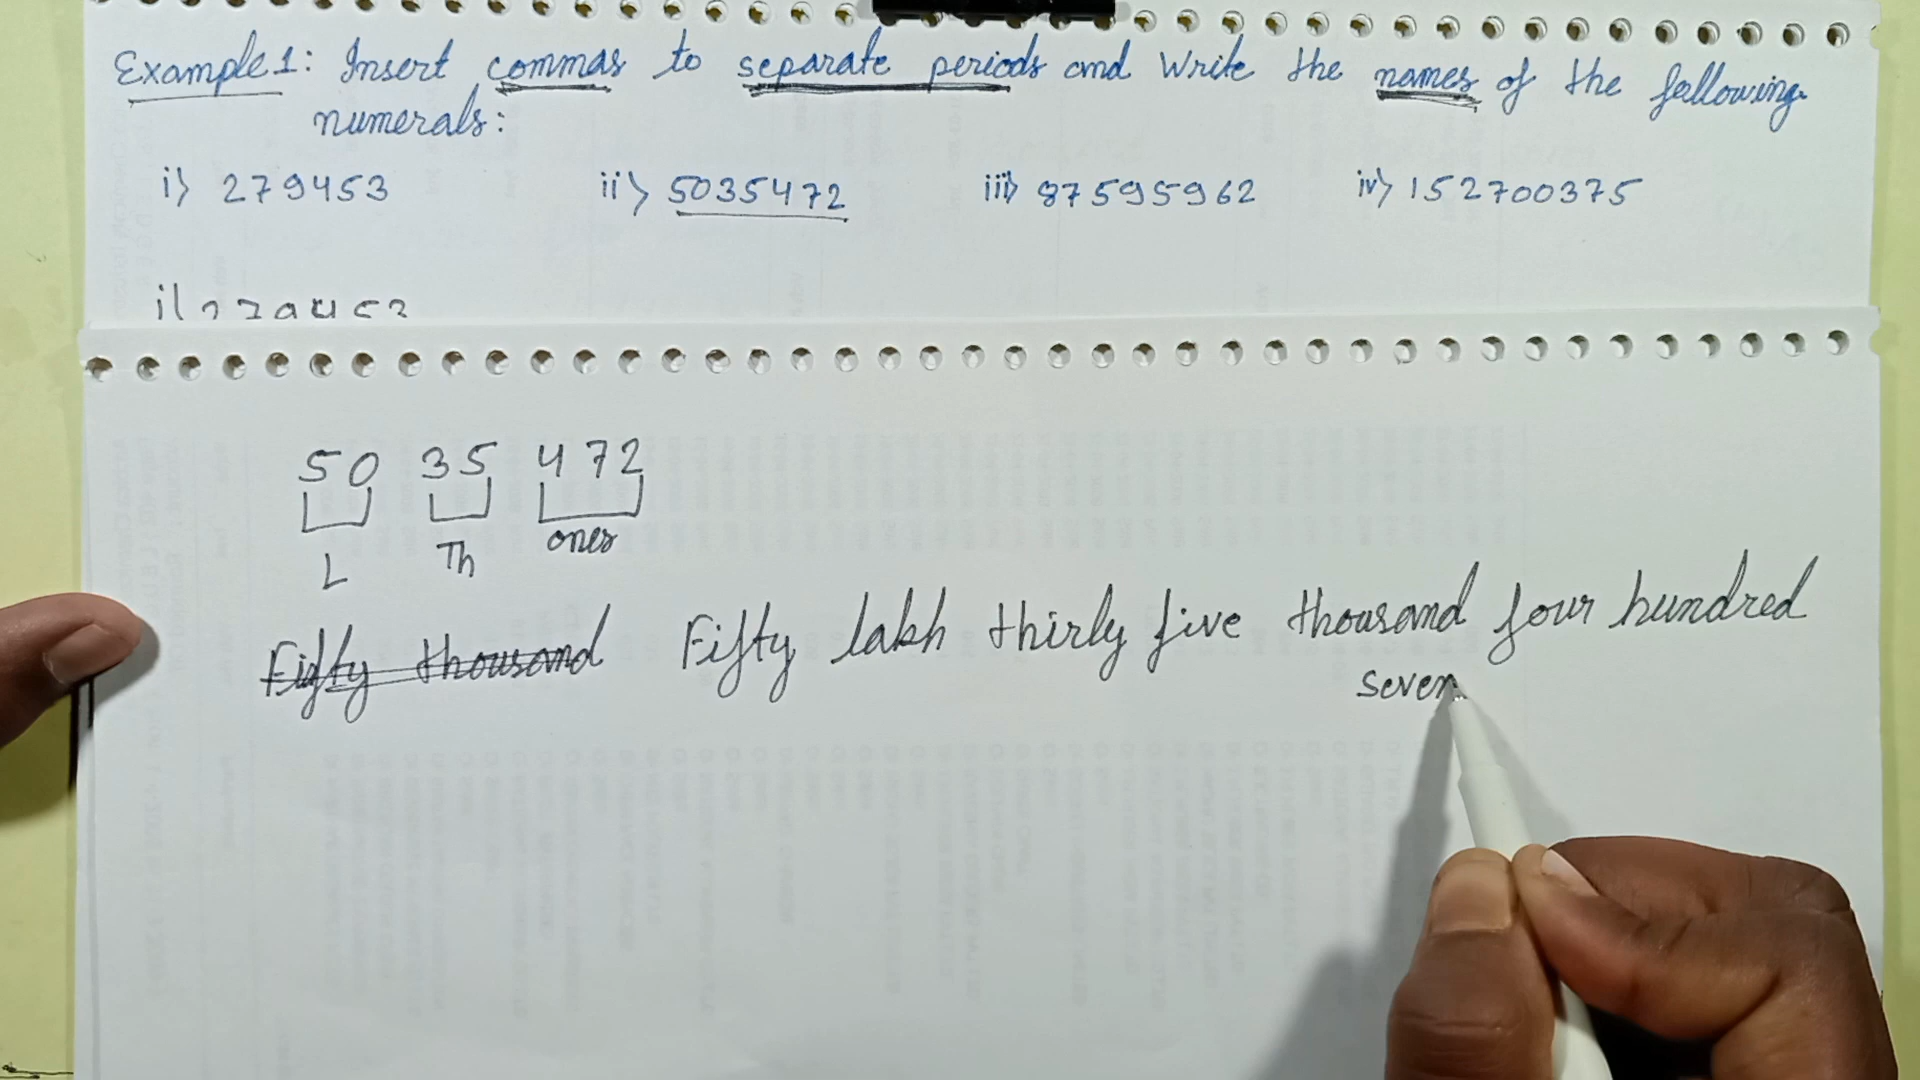 Example 1: Insert commas to separate periods and Write the names of the following
numerals:
i) 279453 ii) 5035472 iii) 87595962 iv) 152700375
i) 279453
50 35 472
L Th ones
Fifty thousand Fifty lakh thirty five thousand four hundred
seven